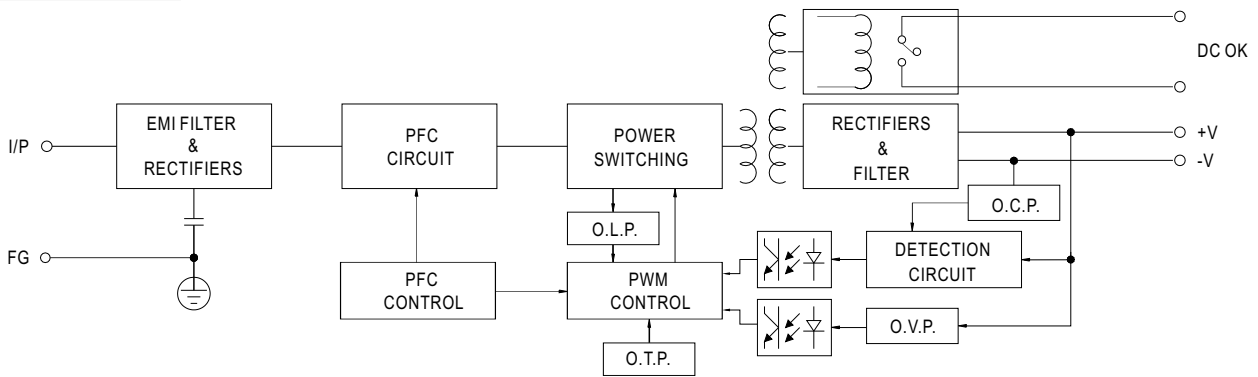 DC OK
I/P
EMI FILTER
&
RECTIFIERS
PFC
CIRCUIT
POWER
SWITCHING
RECTIFIERS
&
FILTER
+V
-V
O.C.P.
O.L.P.
DETECTION
CIRCUIT
FG
PFC
CONTROL
PWM
CONTROL
O.V.P.
O.T.P.